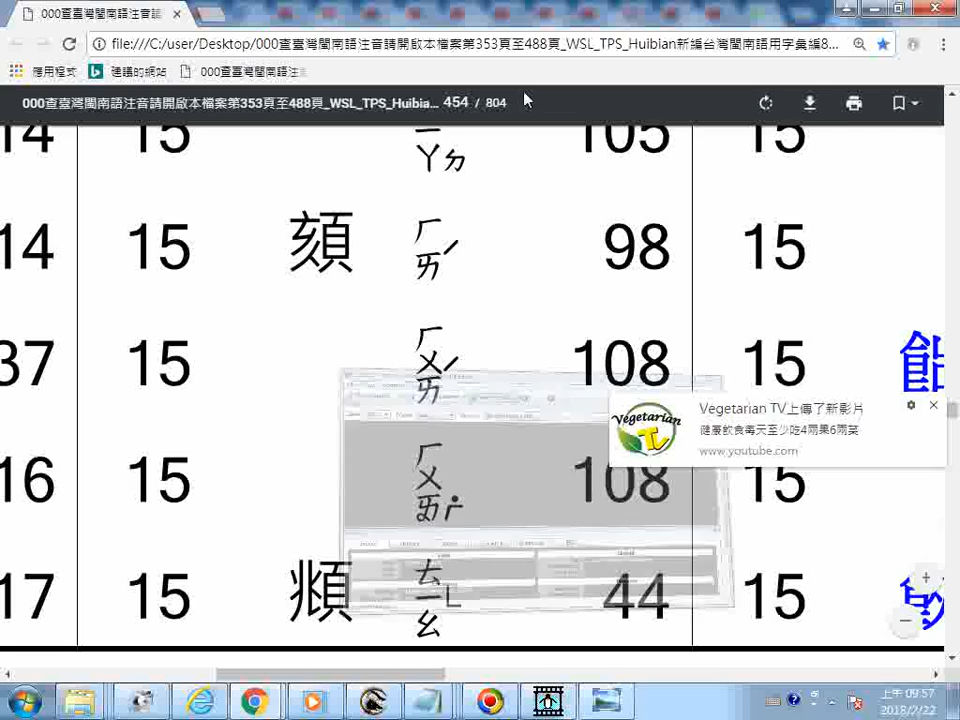 000查臺灣閩南語注音請
file:///C:/user/Desktop/000查臺灣閩南語注音請開啟本檔案第353頁至488頁_WSL_TPS_Huibian新編台灣閩南語用字彙編8...
應用程式 建議的網站 000查臺灣閩南語注
000查臺灣閩南語注音請開啟本檔案第353頁至488頁_WSL_TPS_Huibia... 454 / 804
14 15 ㄧㄚㄉ 105 15
14 15 頦 ㄏㄞˊ 98 15
37 15 ㄏㄨㄞˊ 108 15
16 15 108 15
17 15 ㄊㄧㄠ 44 15
Vegetarian TV
Vegetarian TV上傳了新影片
健康飲食每天至少吃4兩果6兩菜
www.youtube.com
上午 09:57
2018/2/22